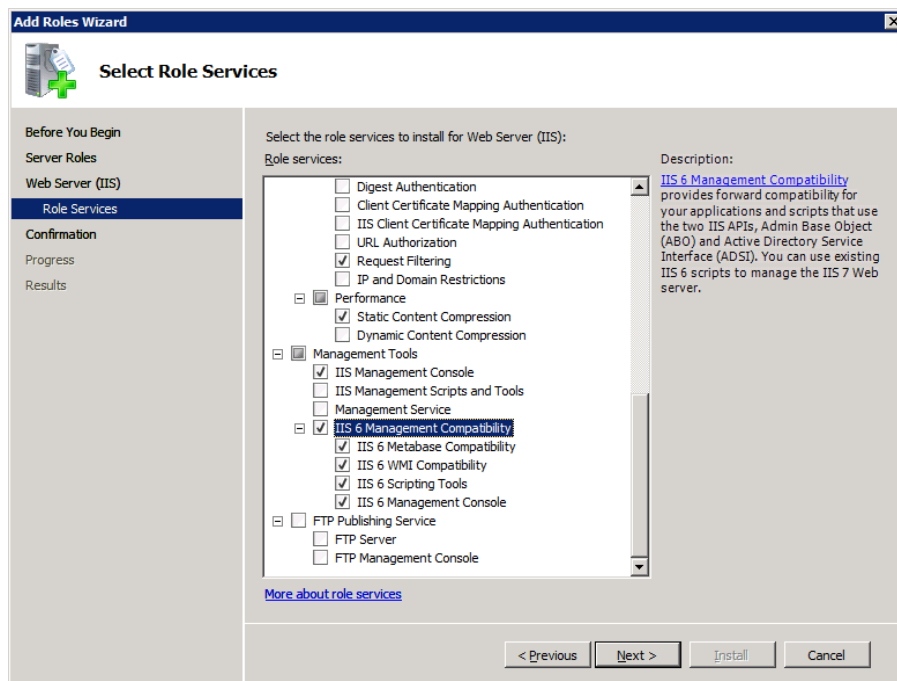 Add Roles Wizard
Select Role Services
Before You Begin
Server Roles
Web Server (IIS)
Role Services
Confirmation
Progress
Results
Select the role services to install for Web Server (IIS):
Role services:
Digest Authentication
Client Certificate Mapping Authentication
IIS Client Certificate Mapping Authentication
URL Authorization
Request Filtering
IP and Domain Restrictions
Performance
Static Content Compression
Dynamic Content Compression
Management Tools
IIS Management Console
IIS Management Scripts and Tools
Management Service
IIS 6 Management Compatibility
IIS 6 Metabase Compatibility
IIS 6 WMI Compatibility
IIS 6 Scripting Tools
IIS 6 Management Console
FTP Publishing Service
FTP Server
FTP Management Console
More about role services
Description:
IIS 6 Management Compatibility
provides forward compatibility for
your applications and scripts that use
the two IIS APIs, Admin Base Object
(ABO) and Active Directory Service
Interface (ADSI). You can use existing
IIS 6 scripts to manage the IIS 7 Web
server.
< Previous
Next >
Install
Cancel